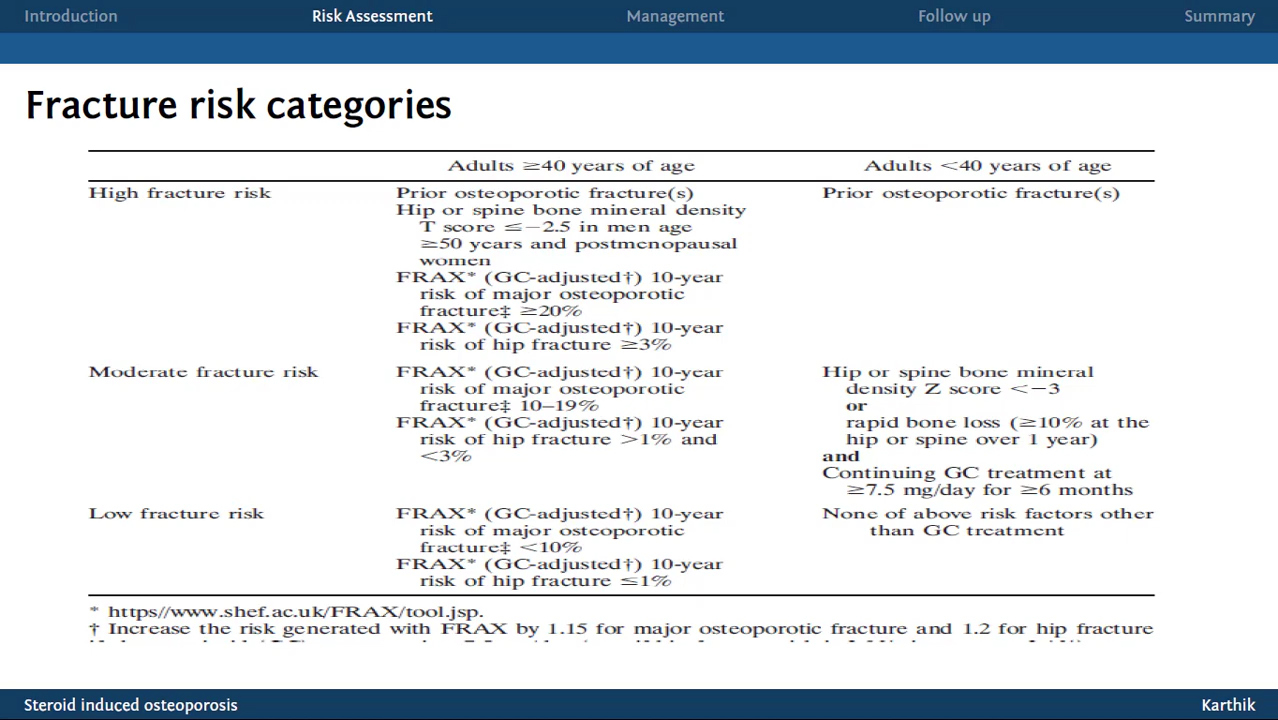 Introduction
Risk Assessment
Management
Follow up
Summary
Fracture risk categories
Adults ≥40 years of age
Adults <40 years of age
High fracture risk
Prior osteoporotic fracture(s)
Hip or spine bone mineral density
T score ≤−2.5 in men age
≥50 years and postmenopausal
women
FRAX* (GC-adjusted†) 10-year
risk of major osteoporotic
fracture‡ ≥20%
FRAX* (GC-adjusted†) 10-year
risk of hip fracture ≥3%
Prior osteoporotic fracture(s)
Moderate fracture risk
FRAX* (GC-adjusted†) 10-year
risk of major osteoporotic
fracture‡ 10–19%
FRAX* (GC-adjusted†) 10-year
risk of hip fracture >1% and
<3%
Hip or spine bone mineral
density Z score <−3
or
rapid bone loss (≥10% at the
hip or spine over 1 year)
and
Continuing GC treatment at
≥7.5 mg/day for ≥6 months
Low fracture risk
FRAX* (GC-adjusted†) 10-year
risk of major osteoporotic
fracture‡ <10%
FRAX* (GC-adjusted†) 10-year
risk of hip fracture ≤1%
None of above risk factors other
than GC treatment
* https//www.shef.ac.uk/FRAX/tool.jsp.
† Increase the risk generated with FRAX by 1.15 for major osteoporotic fracture and 1.2 for hip fracture
Steroid induced osteoporosis
Karthik